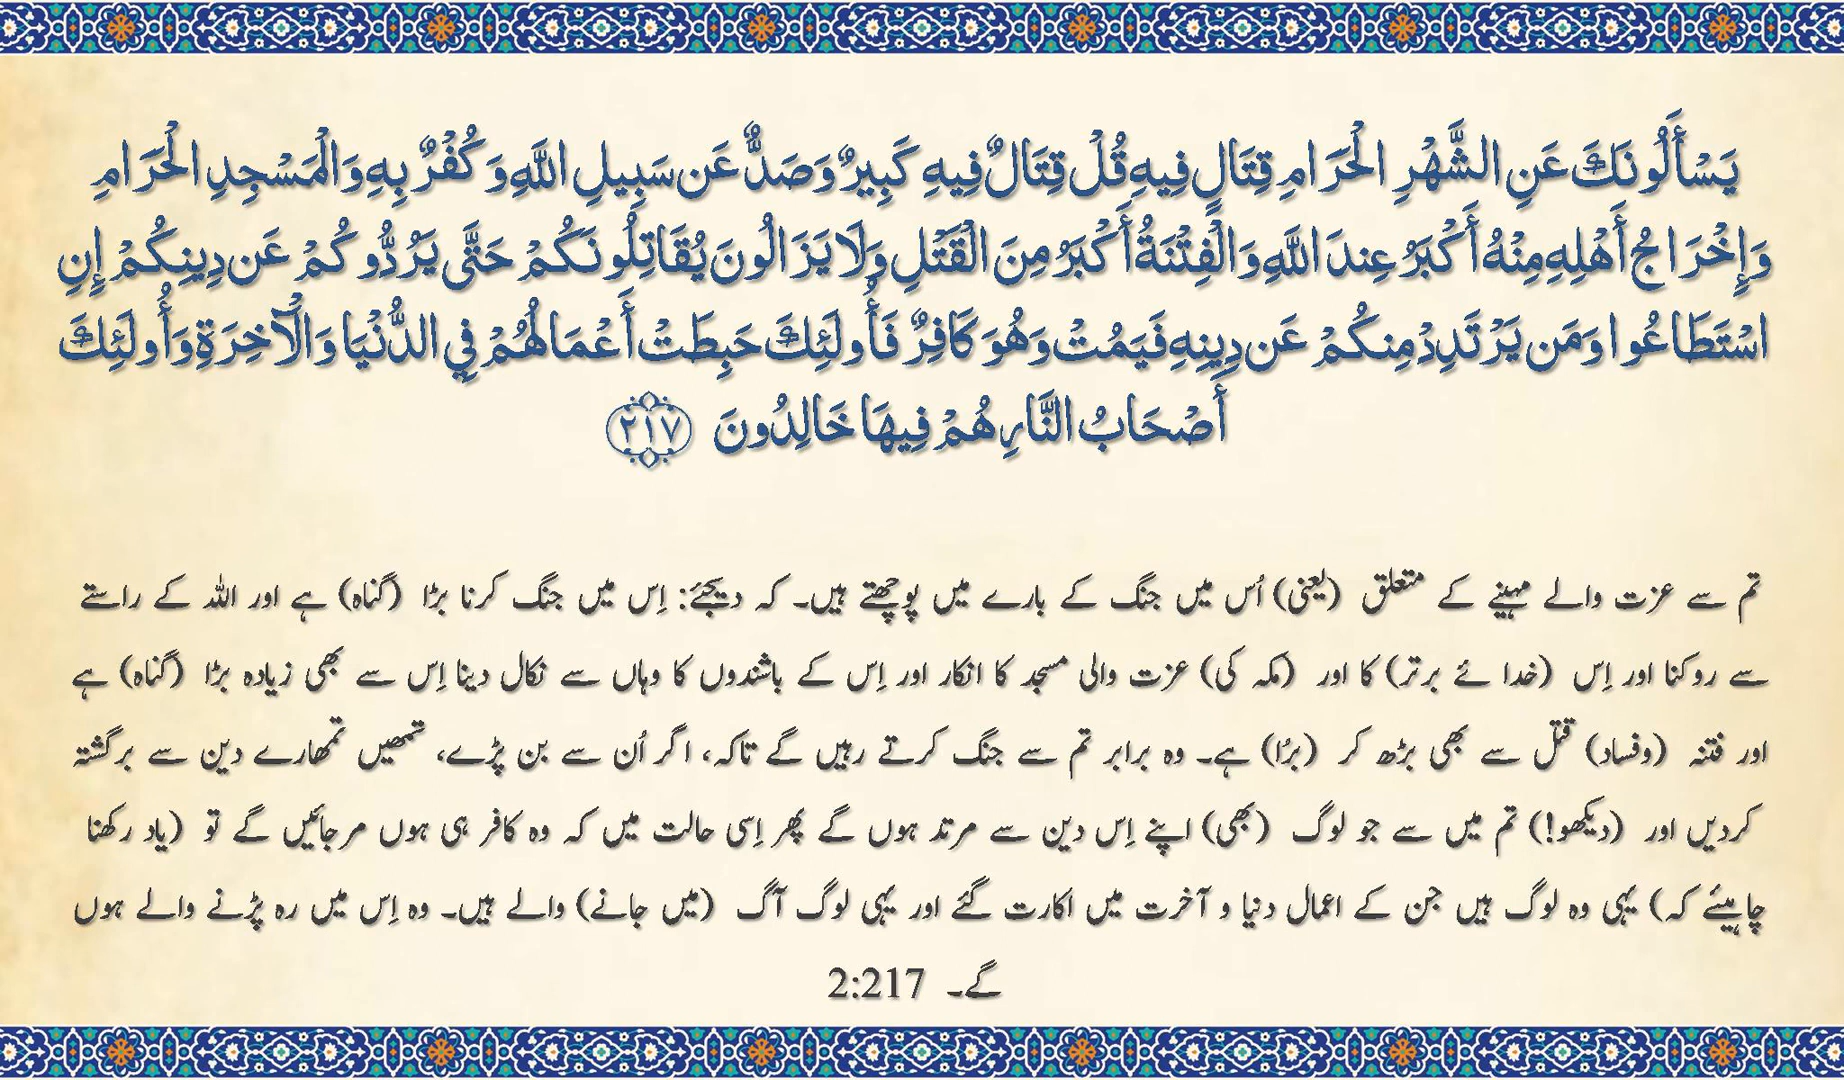 يَسْأَلُونَكَ عَنِ الشَّهْرِ الْحَرَامِ قِتَالٍ فِيهِ قُلْ قِتَالٌ فِيهِ كَبِيرٌ وَصَدٌّ عَن سَبِيلِ اللَّهِ وَكُفْرٌ بِهِ وَالْمَسْجِدِ الْحَرَامِ
وَإِخْرَاجُ أَهْلِهِ مِنْهُ أَكْبَرُ عِندَ اللَّهِ وَالْفِتْنَةُ أَكْبَرُ مِنَ الْقَتْلِ وَلَا يَزَالُونَ يُقَاتِلُونَكُمْ حَتَّى يَرُدُّوكُمْ عَن دِينِكُمْ إِنِ
اسْتَطَاعُوا وَمَن يَرْتَدِدْ مِنكُمْ عَن دِينِهِ فَيَمُتْ وَهُوَ كَافِرٌ فَأُولَئِكَ حَبِطَتْ أَعْمَالُهُمْ فِي الدُّنْيَا وَالْآخِرَةِ وَأُولَئِكَ
أَصْحَابُ النَّارِ هُمْ فِيهَا خَالِدُونَ ﴿٢١٧﴾
تم سے عزت والے مہینے کے متعلق (یعنی) اُس میں جنگ کے بارے میں پوچھتے ہیں۔ کہ دیجئے: اِس میں جنگ کرنا بڑا (گناہ) ہے اور اللہ کے راستے
سے روکنا اور اِس (خدائے برتر) کا اور (مکہ کی) عزت والی مسجد کا انکار اور اِس کے باشندوں کا وہاں سے نکال دینا اِس سے بھی زیادہ بڑا (گناہ) ہے
اور فتنہ (وفساد) قتل سے بھی بڑھ کر (بُرا) ہے۔ وہ برابر تم سے جنگ کرتے رہیں گے تاکہ، اگر اُن سے بن پڑے، تمھیں تمھارے دین سے برگشتہ
کردیں اور (دیکھو!) تم میں سے جو لوگ (بھی) اپنے اِس دین سے مرتد ہوں گے پھر اِسی حالت میں کہ وہ کافر ہی ہوں مرجائیں گے تو (یاد رکھنا
چاہیئے کہ) یہی وہ لوگ ہیں جن کے اعمال دنیا و آخرت میں اکارت گئے اور یہی لوگ آگ (میں جانے) والے ہیں۔ وہ اِس میں رہ پڑنے والے ہوں
گے۔ 2:217